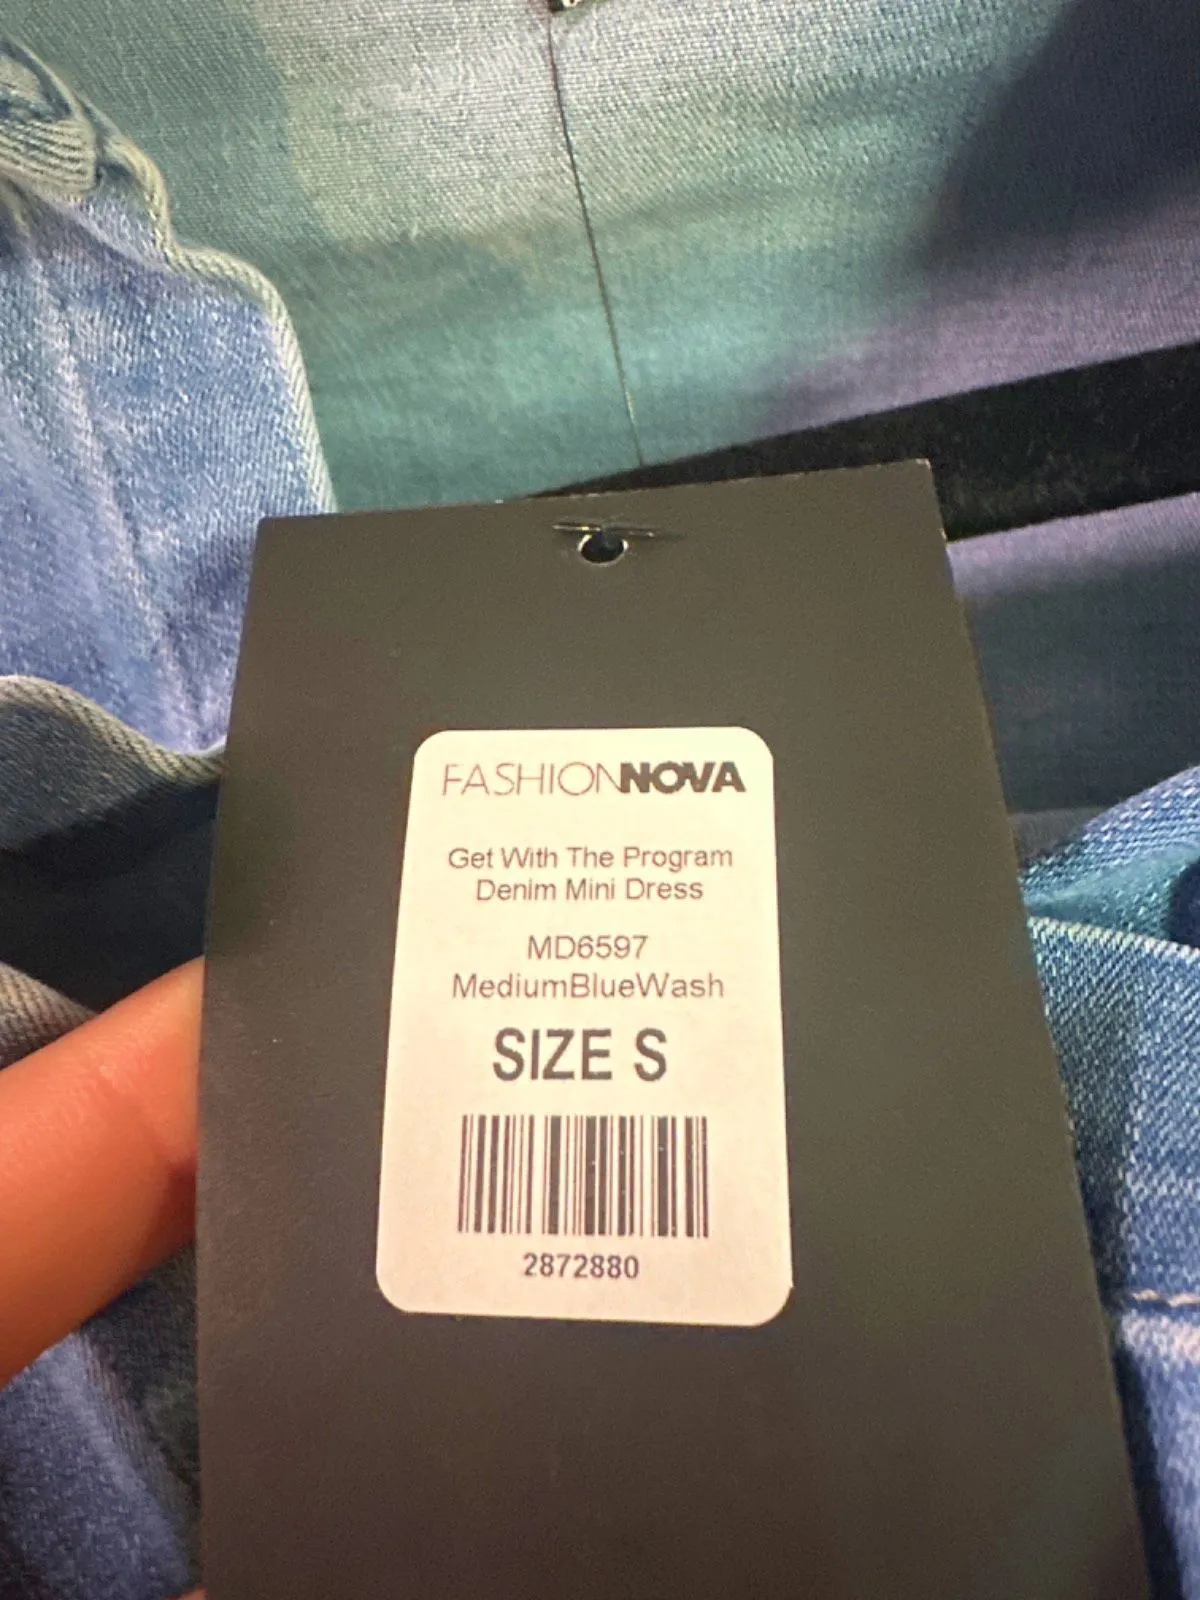 FASHIONNOVA
Get With The Program
Denim Mini Dress
MD6597
MediumBlueWash
SIZE S
2872880